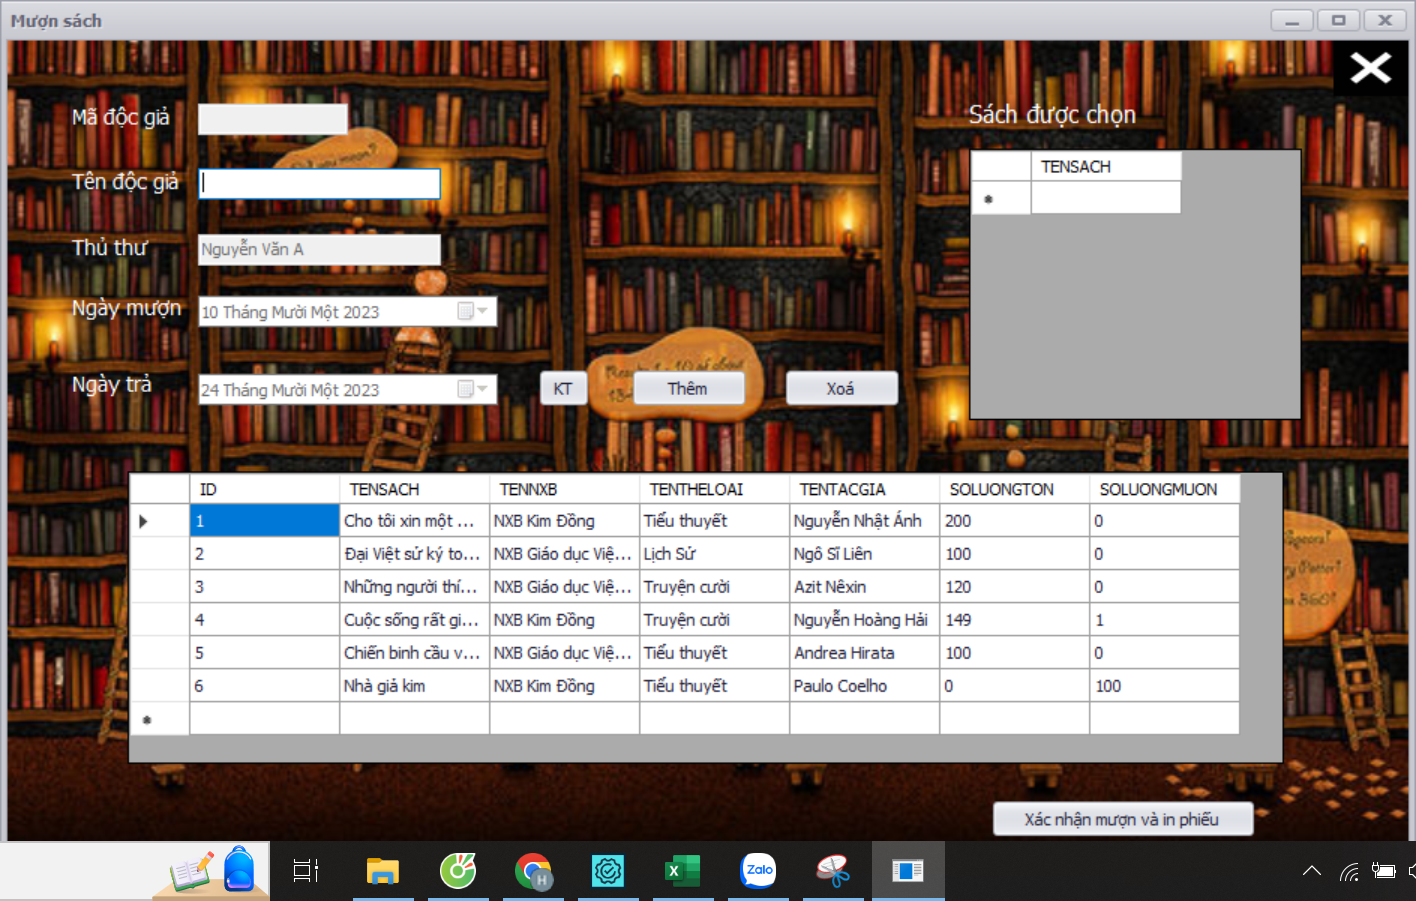 Mượn sách
Mã độc giả
you mean?
Tên độc giả
Thủ thư
Nguyễn Văn A
Ngày mượn
10 Tháng Mười Một 2023
Ngày trả
24 Tháng Mười Một 2023
KT
Thêm
Xoá
Sách được chọn
TENSACH
ID TENSACH TENNXB TENTHELOAI TENTACGIA SOLUONGTON SOLUONGMUON
1 Cho tôi xin một ... NXB Kim Đồng Tiểu thuyết Nguyễn Nhật Ánh 200 0
2 Đại Việt sử ký to... NXB Giáo dục Việ... Lịch Sử Ngô Sĩ Liên 100 0
3 Những người thí... NXB Giáo dục Việ... Truyện cười Azit Nêxin 120 0
4 Cuộc sống rất gi... NXB Kim Đồng Truyện cười Nguyễn Hoàng Hải 149 1
5 Chiến binh cầu v... NXB Giáo dục Việ... Tiểu thuyết Andrea Hirata 100 0
6 Nhà giả kim NXB Kim Đồng Tiểu thuyết Paulo Coelho 0 100
360?
Xác nhận mượn và in phiếu
H
X
Zalo